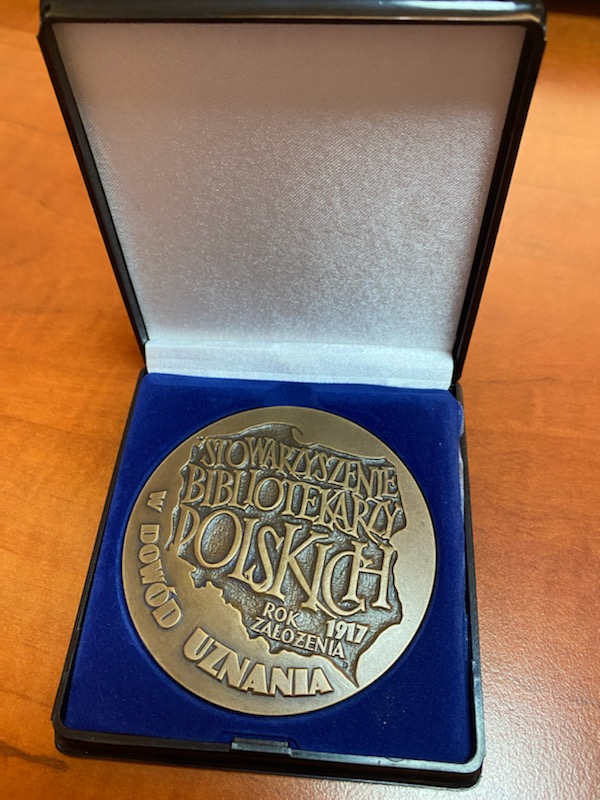 STOWARZYSZENIE
BIBLIOTEKARZY
POLSKICH
ROK 1917
ZAŁOŻENIA
W DOWÓD UZNANIA